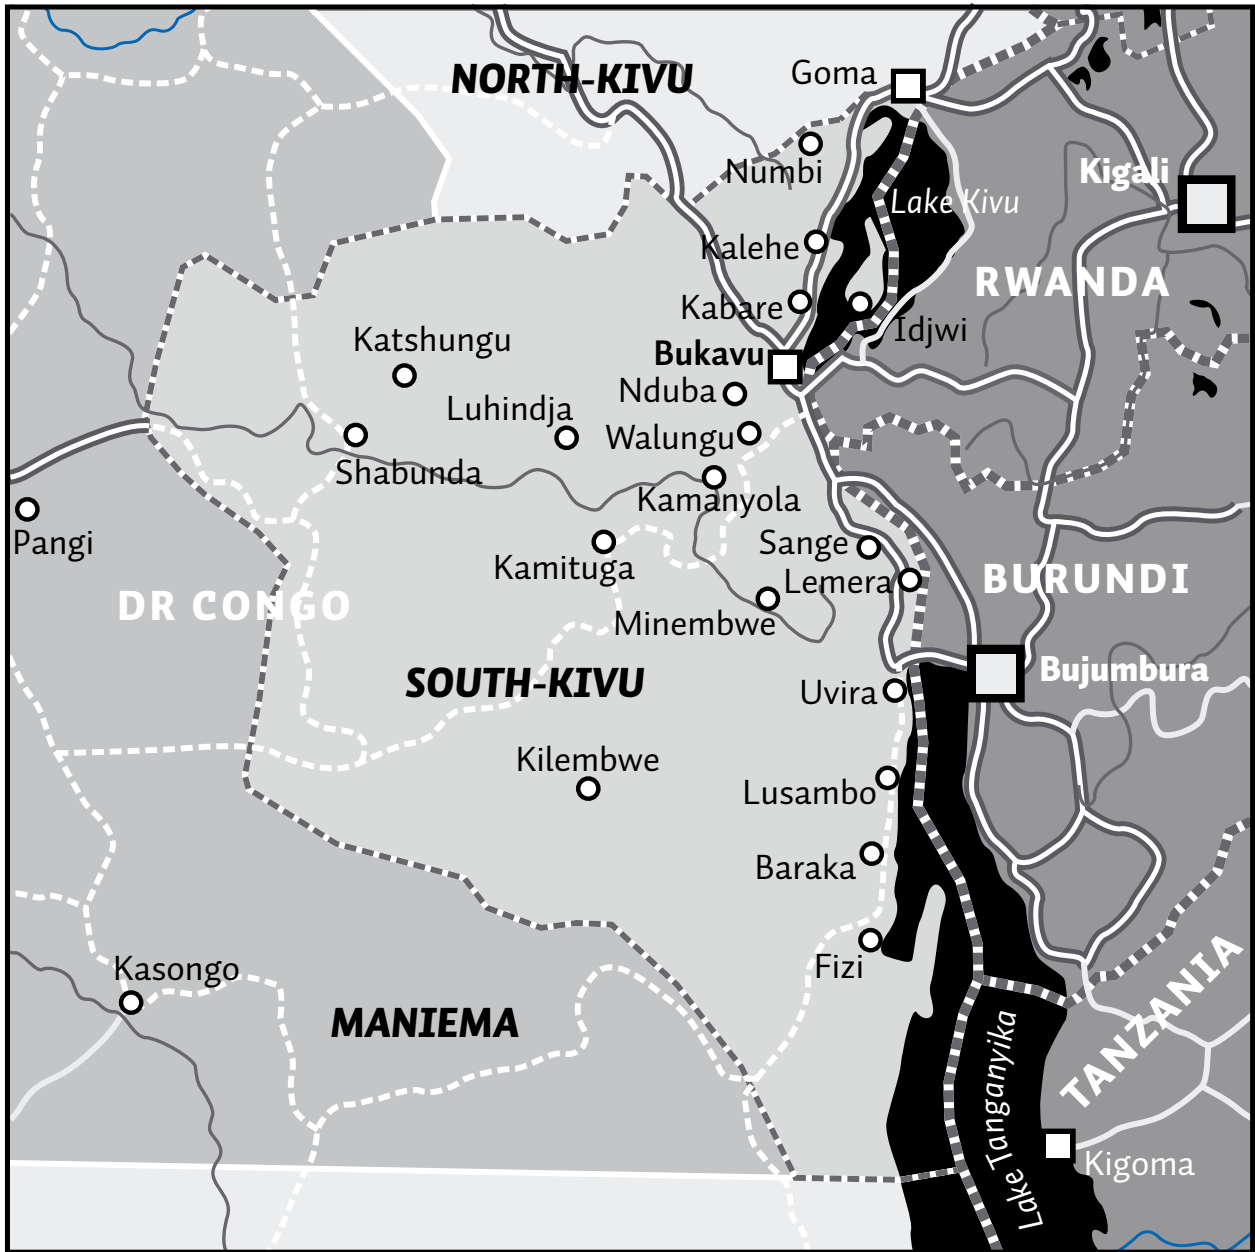 NORTH-KIVU
Goma
Numbi
Kigali
Lake Kivu
Kalehe
RWANDA
Kabare
Idjwi
Katshungu
Bukavu
Nduba
Luhindja
Walungu
Shabunda
Kamanyola
Pangi
Sange
Kamituga
Lemera
BURUNDI
DR CONGO
Minembwe
SOUTH-KIVU
Uvira
Bujumbura
Kilembwe
Lusambo
Baraka
Kasongo
Fizi
MANIEMA
TANZANIA
Lake Tanganyika
Kigoma